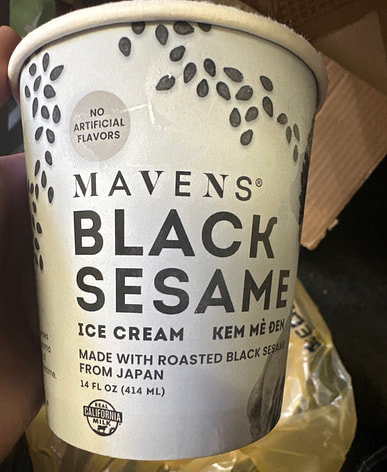 NO
ARTIFICIAL
FLAVORS
MAVENS®
BLACK
SESAME
ICE CREAM KEM MÈ ĐEN
MADE WITH ROASTED BLACK SESAME
FROM JAPAN
14 FL OZ (414 ML)
REAL
CALIFORNIA
MILK